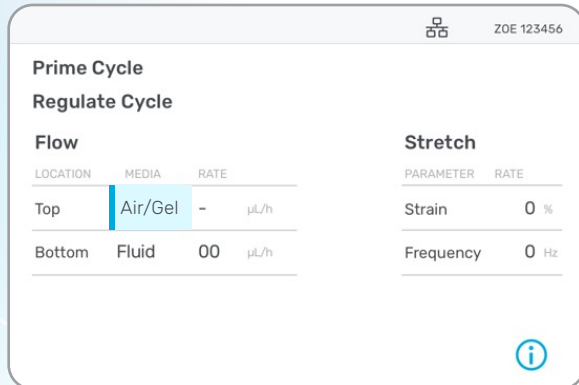 ZOE 123456
Prime Cycle
Regulate Cycle
Flow
LOCATION MEDIA RATE
Top Air/Gel - µL/h
Bottom Fluid 00 µL/h
Stretch
PARAMETER RATE
Strain 0 %
Frequency 0 Hz
i